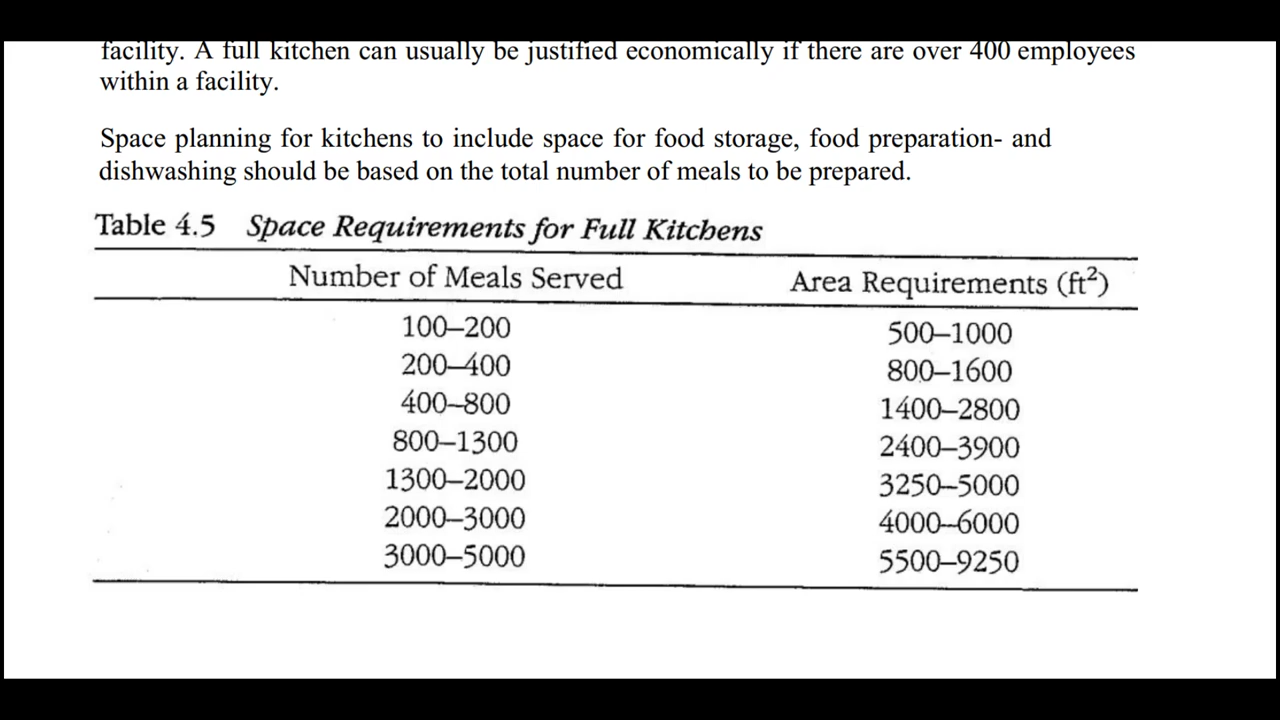 facility. A full kitchen can usually be justified economically if there are over 400 employees
within a facility.
Space planning for kitchens to include space for food storage, food preparation- and
dishwashing should be based on the total number of meals to be prepared.
Table 4.5 Space Requirements for Full Kitchens
Number of Meals Served Area Requirements (ft²)
100–200 500–1000
200–400 800–1600
400–800 1400–2800
800–1300 2400–3900
1300–2000 3250–5000
2000–3000 4000–6000
3000–5000 5500–9250